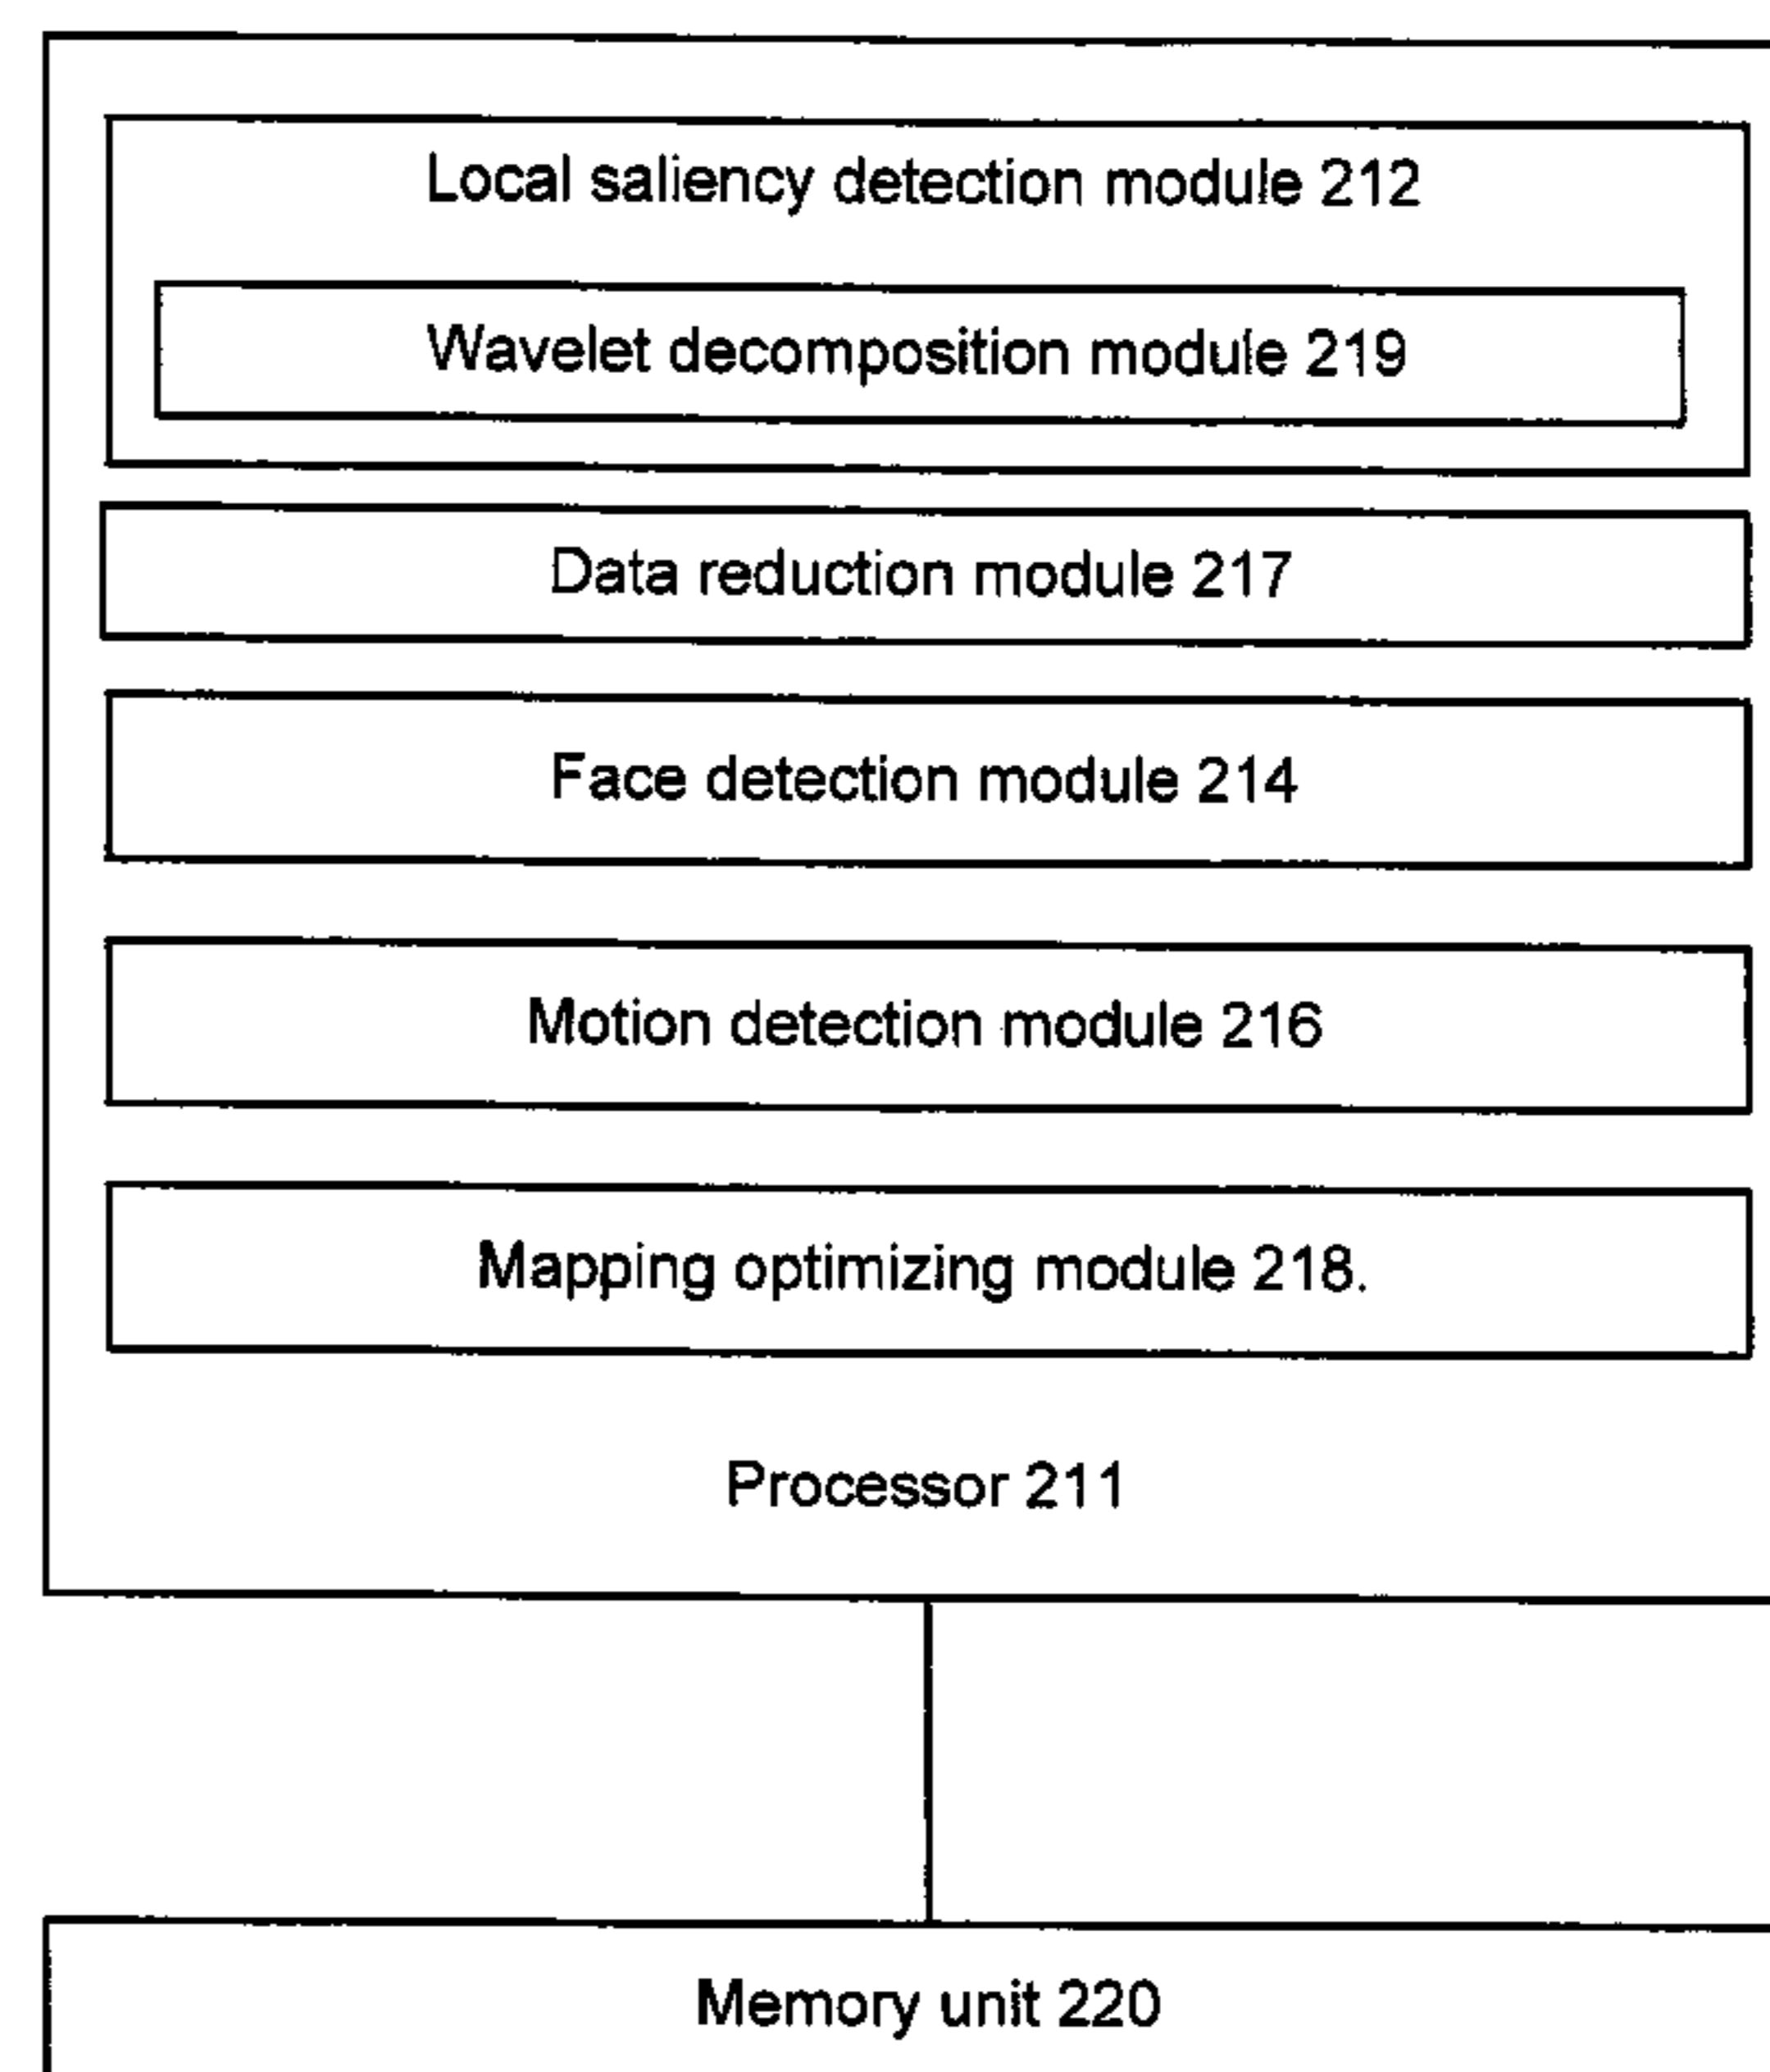 Local saliency detection module 212
Wavelet decomposition module 219
Data reduction module 217
Face detection module 214
Motion detection module 216
Mapping optimizing module 218.
Processor 211
Memory unit 220